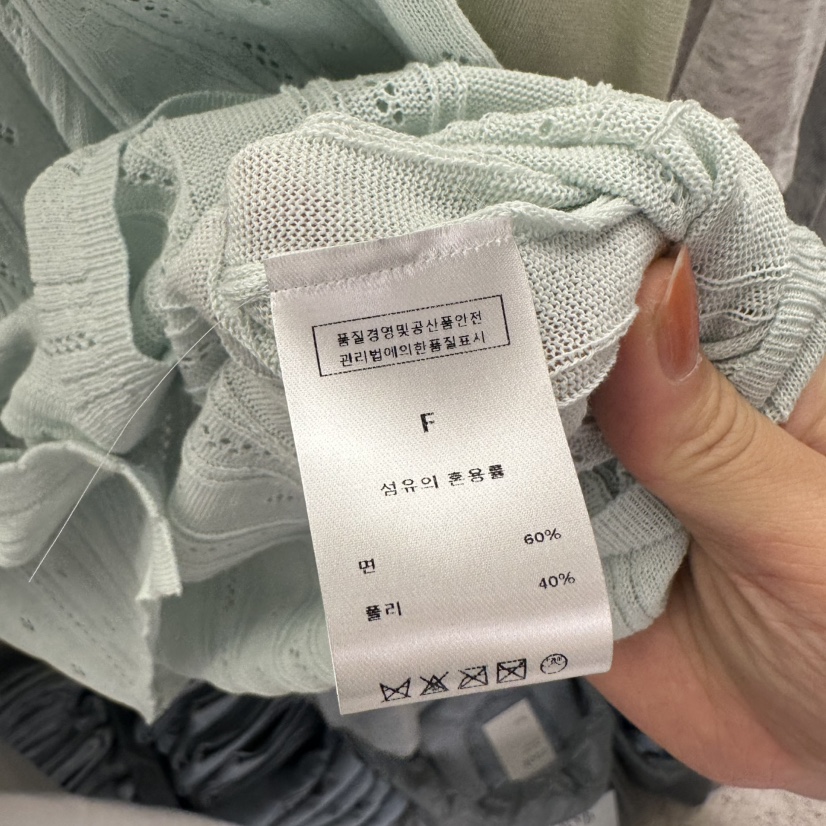 품질경영및공산품안전
관리법에의한품질표시
F
섬유의 혼용률
면 60%
폴리 40%